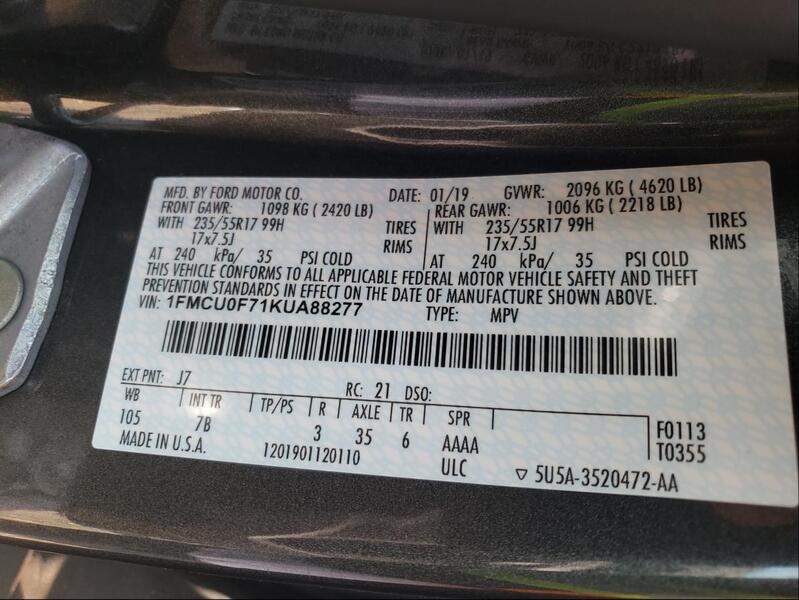 MFD. BY FORD MOTOR CO. DATE: 01/19 GVWR: 2096 KG ( 4620 LB)
FRONT GAWR: 1098 KG ( 2420 LB) REAR GAWR: 1006 KG ( 2218 LB)
WITH 235/55R17 99H TIRES WITH 235/55R17 99H TIRES
17x7.5J RIMS 17x7.5J RIMS
AT 240 kPa/ 35 PSI COLD AT 240 kPa/ 35 PSI COLD
THIS VEHICLE CONFORMS TO ALL APPLICABLE FEDERAL MOTOR VEHICLE SAFETY AND THEFT
PREVENTION STANDARDS IN EFFECT ON THE DATE OF MANUFACTURE SHOWN ABOVE.
VIN: 1FMCU0F71KUA88277 TYPE: MPV
EXT PNT: J7 RC: 21 DSO:
WB INT TR TP/PS R AXLE TR SPR
105 7B 3 35 6 AAAA F0113
MADE IN U.S.A. 1201901120110 ULC T0355
▽ 5U5A-3520472-AA